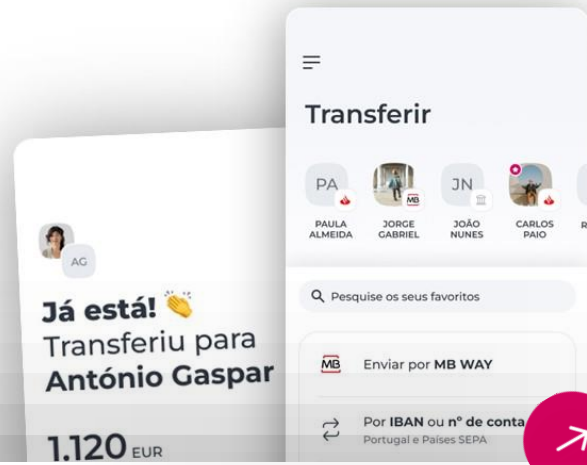 AG
Já está! 👏
Transferiu para
António Gaspar
1.120 EUR
Transferir
PA
MB
JN
PAULA ALMEIDA
JORGE GABRIEL
JOÃO NUNES
CARLOS PAIO
R
Pesquise os seus favoritos
MB
Enviar por MB WAY
Por IBAN ou nº de conta
Portugal e Países SEPA